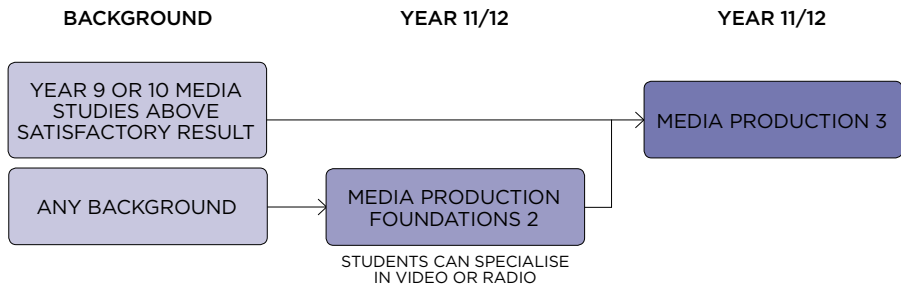 BACKGROUND
YEAR 11/12
YEAR 11/12
YEAR 9 OR 10 MEDIA
STUDIES ABOVE
SATISFACTORY RESULT
MEDIA PRODUCTION 3
ANY BACKGROUND
MEDIA PRODUCTION
FOUNDATIONS 2
STUDENTS CAN SPECIALISE
IN VIDEO OR RADIO